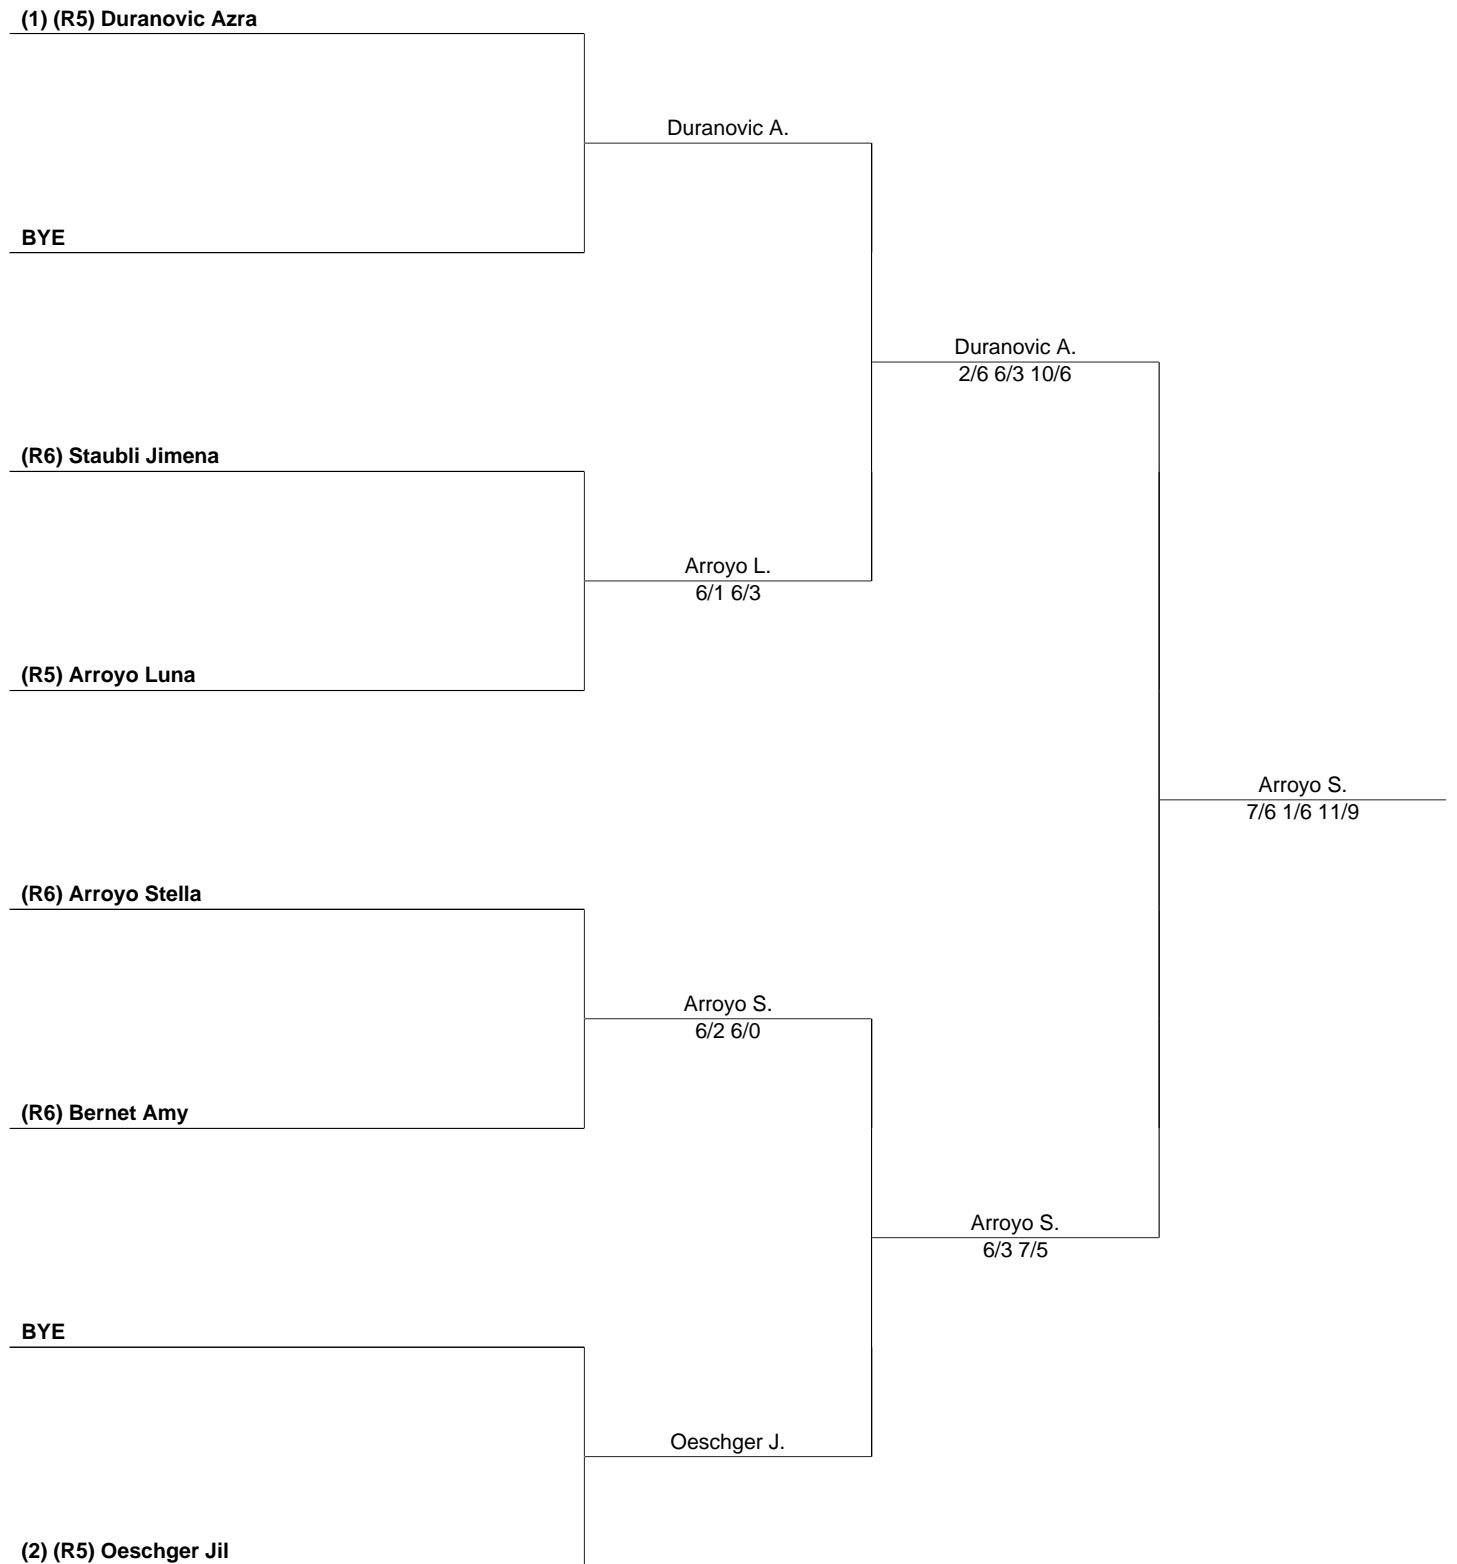 (1) (R5) Duranovic Azra
Duranovic A.
BYE
Duranovic A.
2/6 6/3 10/6
(R6) Staubli Jimena
Arroyo L.
6/1 6/3
(R5) Arroyo Luna
Arroyo S.
7/6 1/6 11/9
(R6) Arroyo Stella
Arroyo S.
6/2 6/0
(R6) Bernet Amy
Arroyo S.
6/3 7/5
BYE
Oeschger J.
(2) (R5) Oeschger Jil